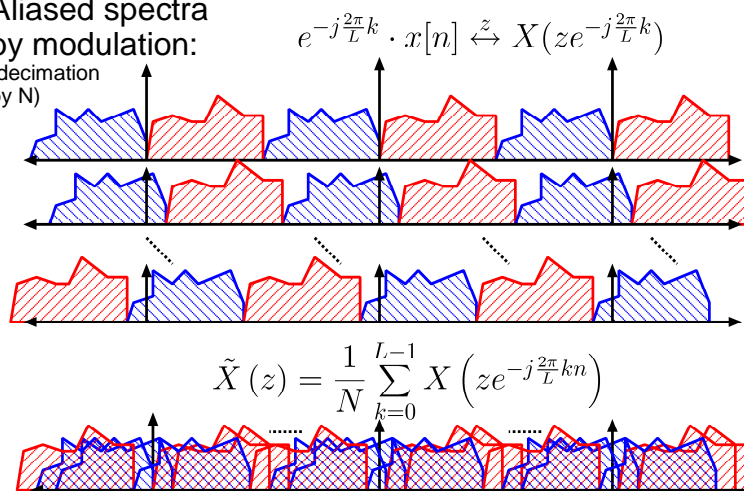 Aliased spectra
by modulation:
decimation
by N)
e^{-j\frac{2\pi}{L}k} \cdot x[n] \overset{z}{\leftrightarrow} X(ze^{-j\frac{2\pi}{L}k})
\tilde{X}(z) = \frac{1}{N} \sum_{k=0}^{L-1} X\left(ze^{-j\frac{2\pi}{L}kn}\right)